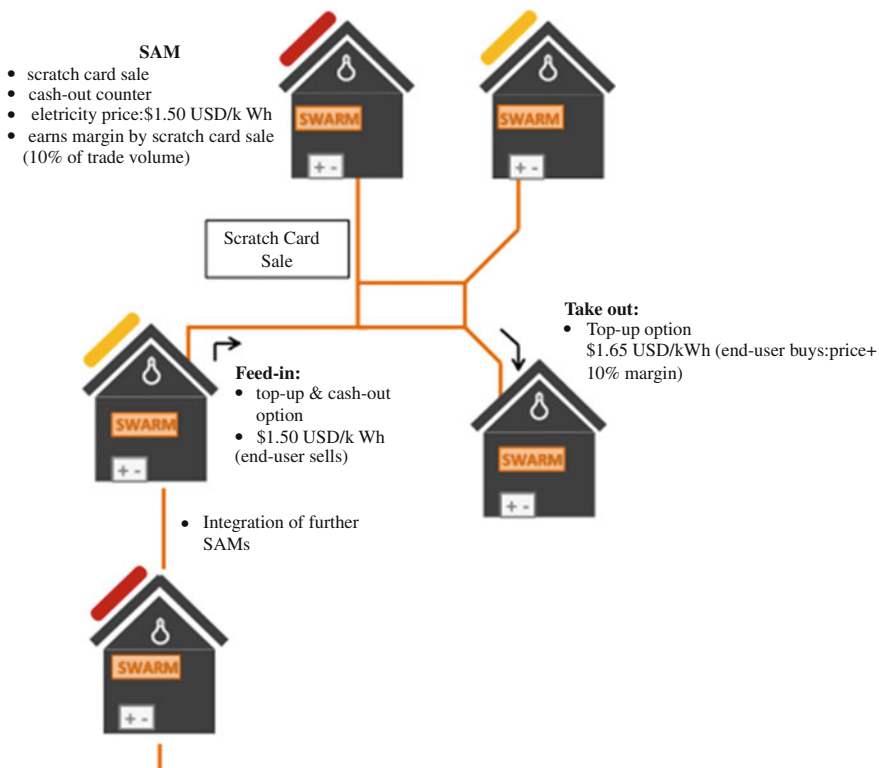 SAM
• scratch card sale
• cash-out counter
• eletricity price:$1.50 USD/k Wh
• earns margin by scratch card sale
(10% of trade volume)
SWARM
+ -
SWARM
+ -
Scratch Card
Sale
Take out:
• Top-up option
$1.65 USD/kWh (end-user buys:price+
10% margin)
Feed-in:
• top-up & cash-out
option
• $1.50 USD/k Wh
(end-user sells)
SWARM
+ -
SWARM
+ -
• Integration of further
SAMs
SWARM
+ -